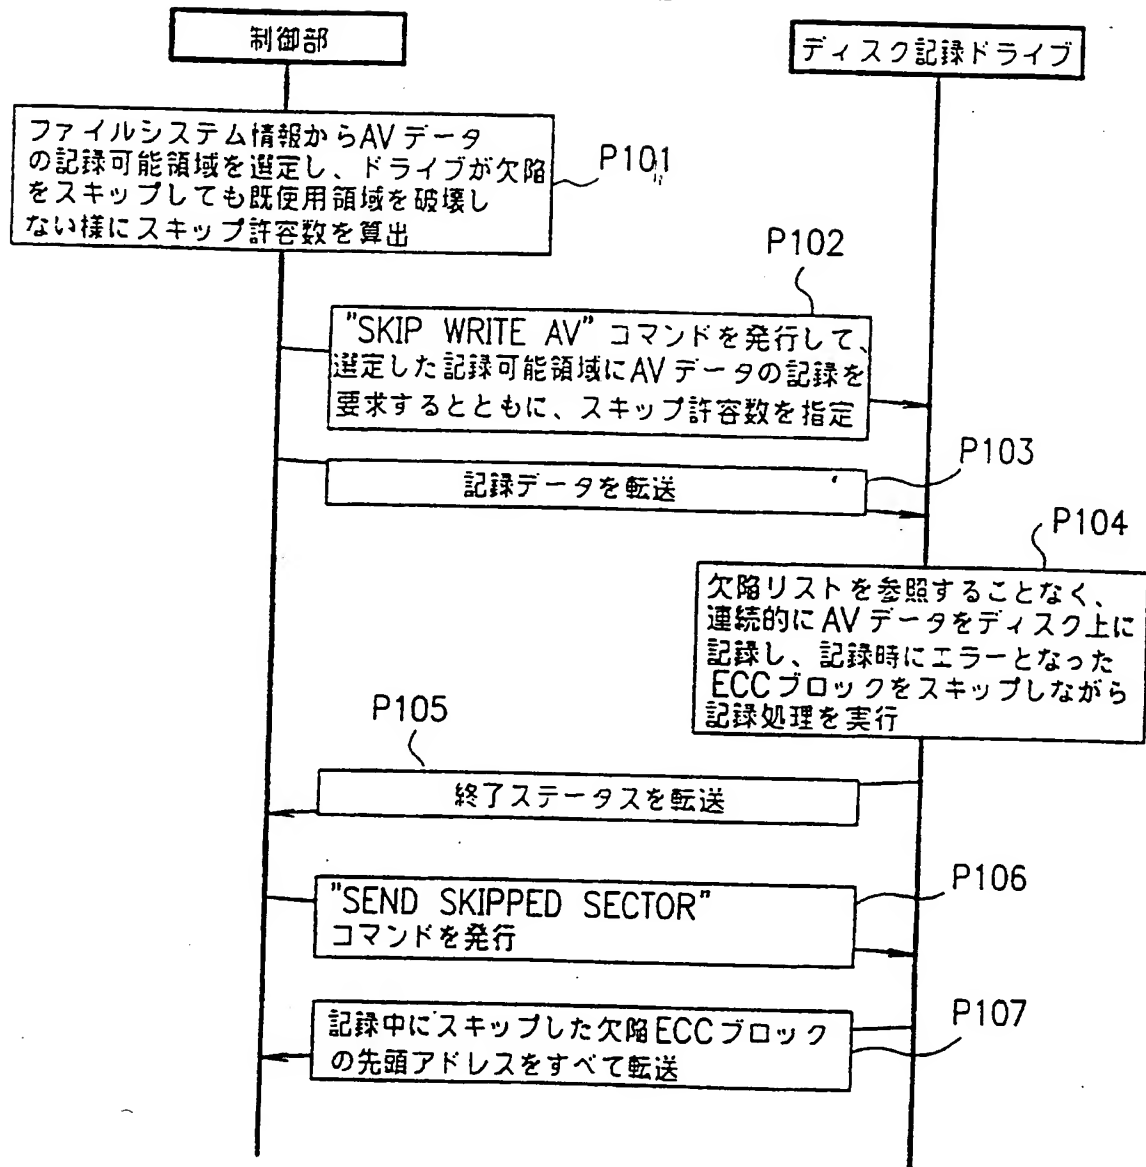 制御部
ディスク記録ドライブ
ファイルシステム情報からAVデータ
の記録可能領域を選定し、ドライブが欠陥
をスキップしても既使用領域を破壊し
ない様にスキップ許容数を算出
P101
P102
"SKIP WRITE AV" コマンドを発行して、
選定した記録可能領域にAVデータの記録を
要求するとともに、スキップ許容数を指定
P103
記録データを転送
P104
欠陥リストを参照することなく、
連続的にAVデータをディスク上に
記録し、記録時にエラーとなった
ECCブロックをスキップしながら
記録処理を実行
P105
終了ステータスを転送
P106
"SEND SKIPPED SECTOR"
コマンドを発行
P107
記録中にスキップした欠陥ECCブロック
の先頭アドレスをすべて転送